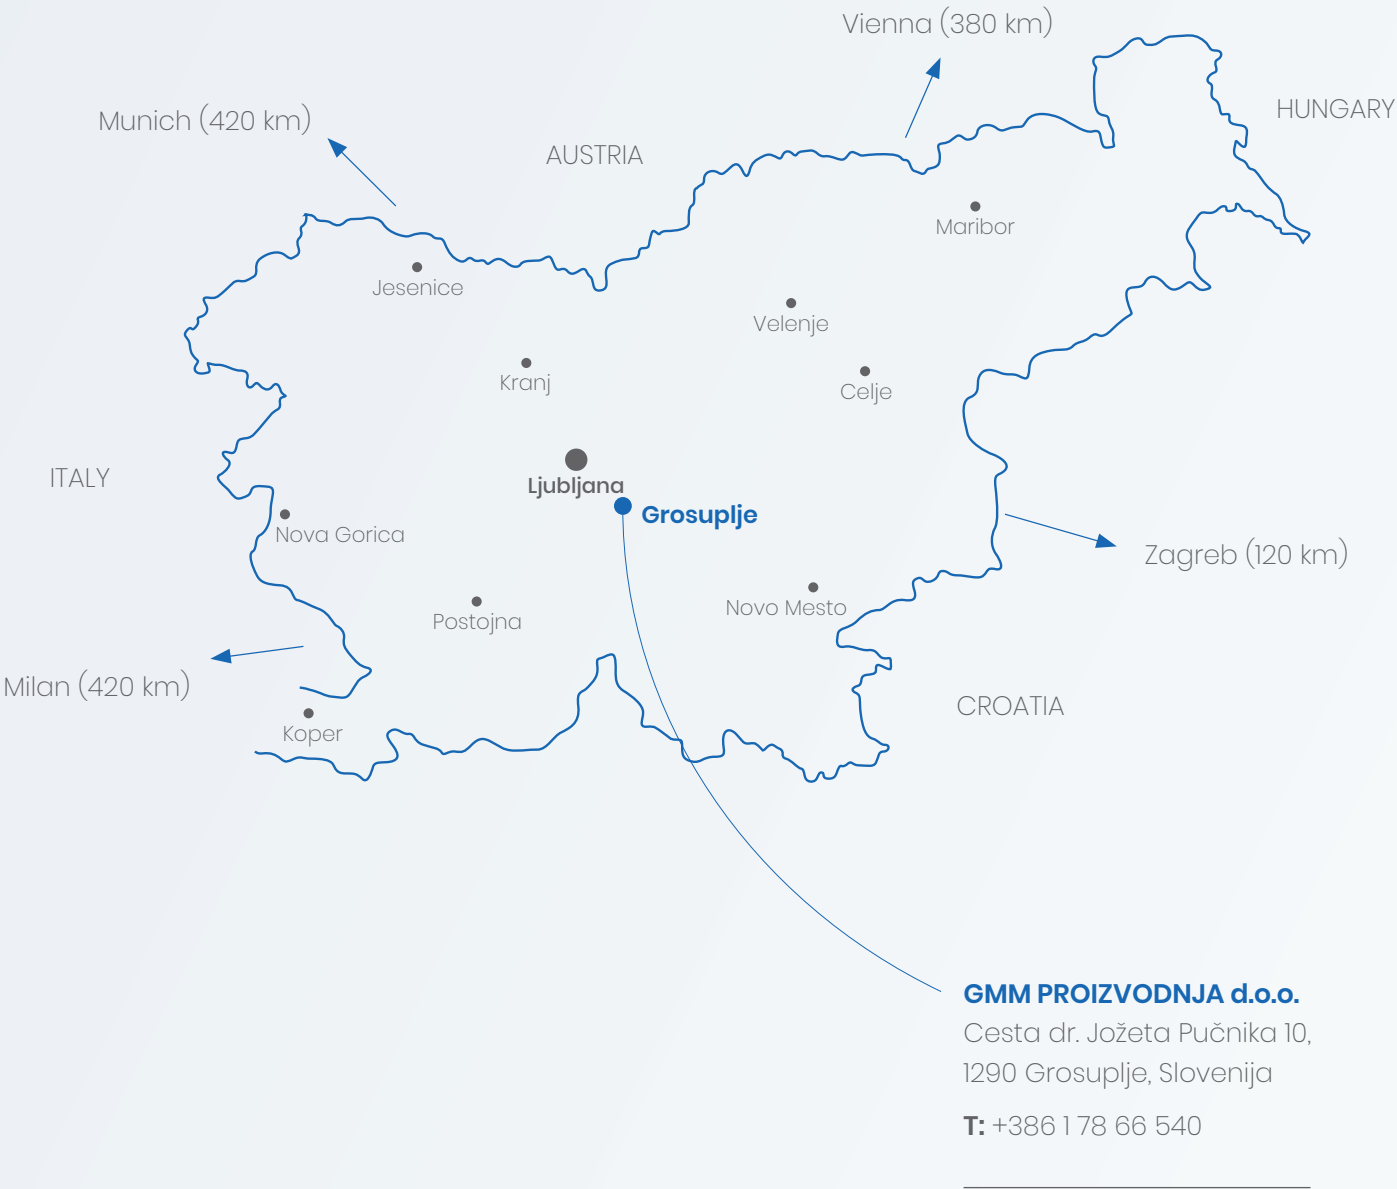 Vienna (380 km)
HUNGARY
Munich (420 km)
AUSTRIA
Maribor
Jesenice
Velenje
Kranj
Celje
ITALY
Ljubljana
Grosuplje
Nova Gorica
Zagreb (120 km)
Novo Mesto
Postojna
Milan (420 km)
CROATIA
Koper
GMM PROIZVODNJA d.o.o.
Cesta dr. Jožeta Pučnika 10,
1290 Grosuplje, Slovenija
T: +386 1 78 66 540